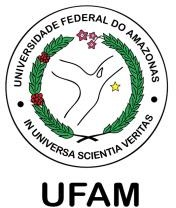 UNIVERSIDADE FEDERAL DO AMAZONAS
IN UNIVERSA SCIENTIA VERITAS
UFAM